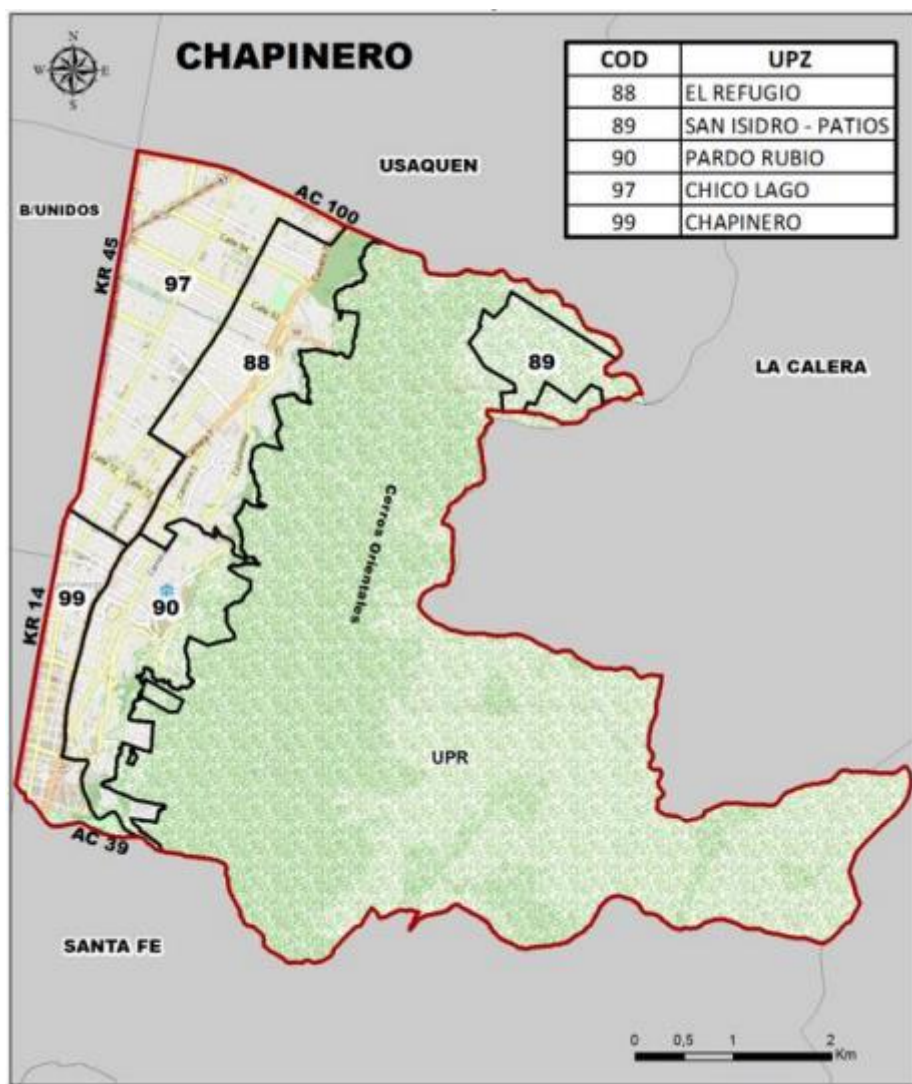 CHAPINERO
N
W E
S
COD UPZ
88 EL REFUGIO
89 SAN ISIDRO - PATIOS
90 PARDO RUBIO
97 CHICO LAGO
99 CHAPINERO
USAQUEN
B/UNIDOS
AC 100
KR 45
97
88
89
LA CALERA
Cerros Orientales
Calle 72
99
90
KR 14
UPR
AC 39
SANTA FE
0 0,5 1 2
Km